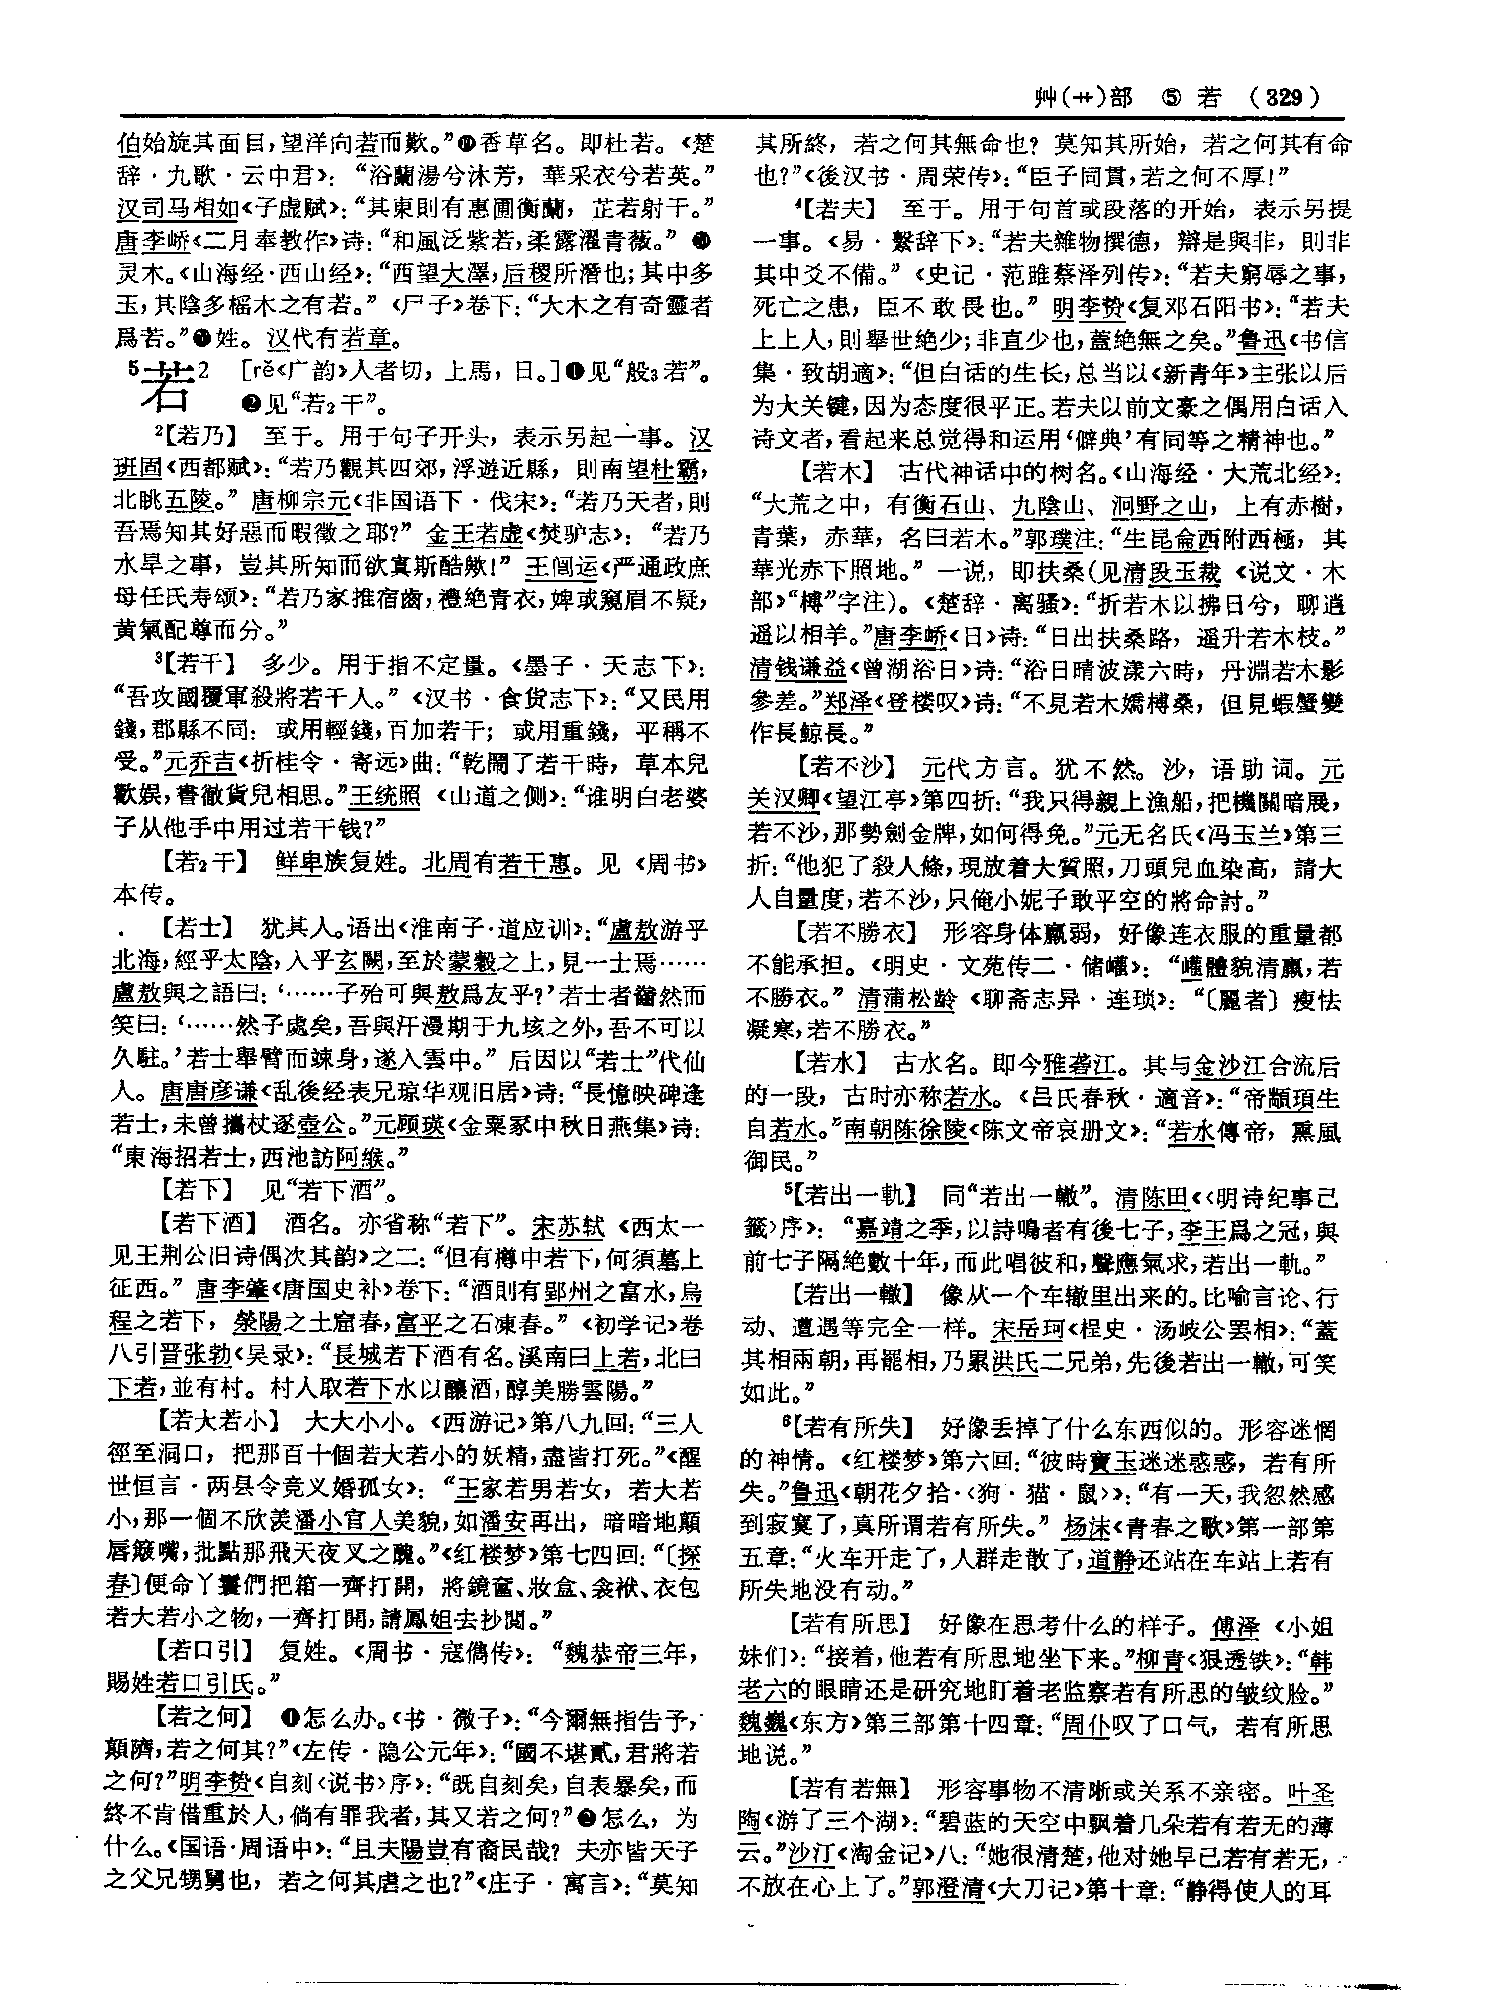 艸(艹)部　⑤　若　(329)
伯始旋其面目，望洋向若而歎。”❿香草名。即杜若。《楚
辞·九歌·云中君》：“浴蘭湯兮沐芳，華采衣兮若英。”
汉司马相如《子虚赋》：“其東則有惠圃衡蘭，芷若射干。”
唐李峤《二月奉教作》诗：“和風泛紫若，柔露濯青薇。”⓫
灵木。《山海经·西山经》：“西望大澤，后稷所潛也；其中多
玉，其陰多榣木之有若。”《尸子》卷下：“大木之有奇靈者
爲若。”⓬姓。汉代有若章。
5若2　[rě《广韵》人者切，上馬，日。]❶见“般3若”。
❷见“若2干”。
2【若乃】　至于。用于句子开头，表示另起一事。汉
班固《西都赋》：“若乃觀其四郊，浮遊近縣，則南望杜霸，
北眺五陵。”唐柳宗元《非国语下·伐宋》：“若乃天者，則
吾焉知其好惡而暇徵之耶？”金王若虚《焚驴志》：“若乃
水旱之事，豈其所知而欲寘斯酷歟！”王闿运《严通政庶
母任氏寿颂》：“若乃家推宿齒，禮絶青衣，婢或窺眉不疑，
黄氣配尊而分。”
3【若干】　多少。用于指不定量。《墨子·天志下》：
“吾攻國覆軍殺將若干人。”《汉书·食货志下》：“又民用
錢，郡縣不同：或用輕錢，百加若干；或用重錢，平稱不
受。”元乔吉《折桂令·寄远》曲：“乾鬧了若干時，草本兒
歡娱，書徹貨兒相思。”王统照《山道之侧》：“谁明白老婆
子从他手中用过若干钱？”
【若2干】　鲜卑族复姓。北周有若干惠。见《周书》
本传。
【若士】　犹其人。语出《淮南子·道应训》：“盧敖游乎
北海，經乎太陰，入乎玄闕，至於蒙轂之上，見一士焉……
盧敖與之語曰：‘……子殆可與敖爲友乎？’若士者齤然而
笑曰：‘……然子處矣，吾與汗漫期于九垓之外，吾不可以
久駐。’若士舉臂而竦身，遂入雲中。”后因以“若士”代仙
人。唐唐彦谦《乱後经表兄琼华观旧居》诗：“長憶映碑逢
若士，未曾攜杖逐壺公。”元顾瑛《金粟冢中秋日燕集》诗：
“東海招若士，西池訪阿緱。”
【若下】　见“若下酒”。
【若下酒】　酒名。亦省称“若下”。宋苏轼《西太一
见王荆公旧诗偶次其韵》之二：“但有樽中若下，何須墓上
征西。”唐李肇《唐国史补》卷下：“酒則有郢州之富水，烏
程之若下，滎陽之土窟春，富平之石凍春。”《初学记》卷
八引晋张勃《吴录》：“長城若下酒有名。溪南曰上若，北曰
下若，並有村。村人取若下水以釀酒，醇美勝雲陽。”
【若大若小】　大大小小。《西游记》第八九回：“三人
徑至洞口，把那百十個若大若小的妖精，盡皆打死。”《醒
世恒言·两县令竞义婚孤女》：“王家若男若女，若大若
小，那一個不欣羡潘小官人美貌，如潘安再出，暗暗地顛
唇簸嘴，批點那飛天夜叉之醜。”《红楼梦》第七四回：“〔探
春〕便命丫鬟們把箱一齊打開，將鏡奩、妝盒、衾袱、衣包
若大若小之物，一齊打開，請鳳姐去抄閲。”
【若口引】　复姓。《周书·寇儁传》：“魏恭帝三年，
賜姓若口引氏。”
【若之何】　❶怎么办。《书·微子》：“今爾無指告予，
顛隮，若之何其？”《左传·隐公元年》：“國不堪貳，君將若
之何？”明李贽《自刻〈说书〉序》：“既自刻矣，自表暴矣，而
終不肯借重於人，倘有罪我者，其又若之何？”❷怎么，为
什么。《国语·周语中》：“且夫陽豈有裔民哉？夫亦皆天子
之父兄甥舅也，若之何其虐之也？”《庄子·寓言》：“莫知
其所終，若之何其無命也？莫知其所始，若之何其有命
也？”《後汉书·周荣传》：“臣子同貫，若之何不厚！”
4【若夫】　至于。用于句首或段落的开始，表示另提
一事。《易·繫辞下》：“若夫雜物撰德，辯是與非，則非
其中爻不備。”《史记·范雎蔡泽列传》：“若夫窮辱之事，
死亡之患，臣不敢畏也。”明李贽《复邓石阳书》：“若夫
上上人，則舉世絶少；非直少也，蓋絶無之矣。”鲁迅《书信
集·致胡適》：“但白话的生长，总当以《新青年》主张以后
为大关键，因为态度很平正。若夫以前文豪之偶用白话入
诗文者，看起来总觉得和运用‘僻典’有同等之精神也。”
【若木】　古代神话中的树名。《山海经·大荒北经》：
“大荒之中，有衡石山、九陰山、泂野之山，上有赤樹，
青葉，赤華，名曰若木。”郭璞注：“生昆侖西附西極，其
華光赤下照地。”一说，即扶桑（见清段玉裁《说文·木
部》“榑”字注）。《楚辞·离骚》：“折若木以拂日兮，聊逍
遥以相羊。”唐李峤《日》诗：“日出扶桑路，遥升若木枝。”
清钱谦益《曾湖浴日》诗：“浴日晴波漾六時，丹淵若木影
參差。”郑泽《登楼叹》诗：“不見若木嬌榑桑，但見蝦蟹變
作長鯨長。”
【若不沙】　元代方言。犹不然。沙，语助词。元
关汉卿《望江亭》第四折：“我只得親上漁船，把機關暗展，
若不沙，那勢劍金牌，如何得免。”元无名氏《冯玉兰》第三
折：“他犯了殺人條，現放着大質照，刀頭兒血染高，請大
人自量度，若不沙，只俺小妮子敢平空的將命討。”
【若不勝衣】　形容身体羸弱，好像连衣服的重量都
不能承担。《明史·文苑传二·储巏》：“巏體貌清羸，若
不勝衣。”清蒲松龄《聊斋志异·连琐》：“〔麗者〕瘦怯
凝寒，若不勝衣。”
【若水】　古水名。即今雅砻江。其与金沙江合流后
的一段，古时亦称若水。《吕氏春秋·適音》：“帝顓頊生
自若水。”南朝陈徐陵《陈文帝哀册文》：“若水傳帝，熏風
御民。”
5【若出一軌】　同“若出一轍”。清陈田《〈明诗纪事己
籤〉序》：“嘉靖之季，以詩鳴者有後七子，李王爲之冠，與
前七子隔絶數十年，而此唱彼和，聲應氣求，若出一軌。”
【若出一轍】　像从一个车辙里出来的。比喻言论、行
动、遭遇等完全一样。宋岳珂《桯史·汤岐公罢相》：“蓋
其相兩朝，再罷相，乃累洪氏二兄弟，先後若出一轍，可笑
如此。”
6【若有所失】　好像丢掉了什么东西似的。形容迷惘
的神情。《红楼梦》第六回：“彼時寶玉迷迷惑惑，若有所
失。”鲁迅《朝花夕拾·〈狗·猫·鼠〉》：“有一天，我忽然感
到寂寞了，真所谓若有所失。”杨沫《青春之歌》第一部第
五章：“火车开走了，人群走散了，道静还站在车站上若有
所失地没有动。”
【若有所思】　好像在思考什么的样子。傅泽《小姐
妹们》：“接着，他若有所思地坐下来。”柳青《狠透铁》：“韩
老六的眼睛还是研究地盯着老监察若有所思的皱纹脸。”
魏巍《东方》第三部第十四章：“周仆叹了口气，若有所思
地说。”
【若有若無】　形容事物不清晰或关系不亲密。叶圣
陶《游了三个湖》：“碧蓝的天空中飘着几朵若有若无的薄
云。”沙汀《淘金记》八：“她很清楚，他对她早已若有若无，
不放在心上了。”郭澄清《大刀记》第十章：“静得使人的耳